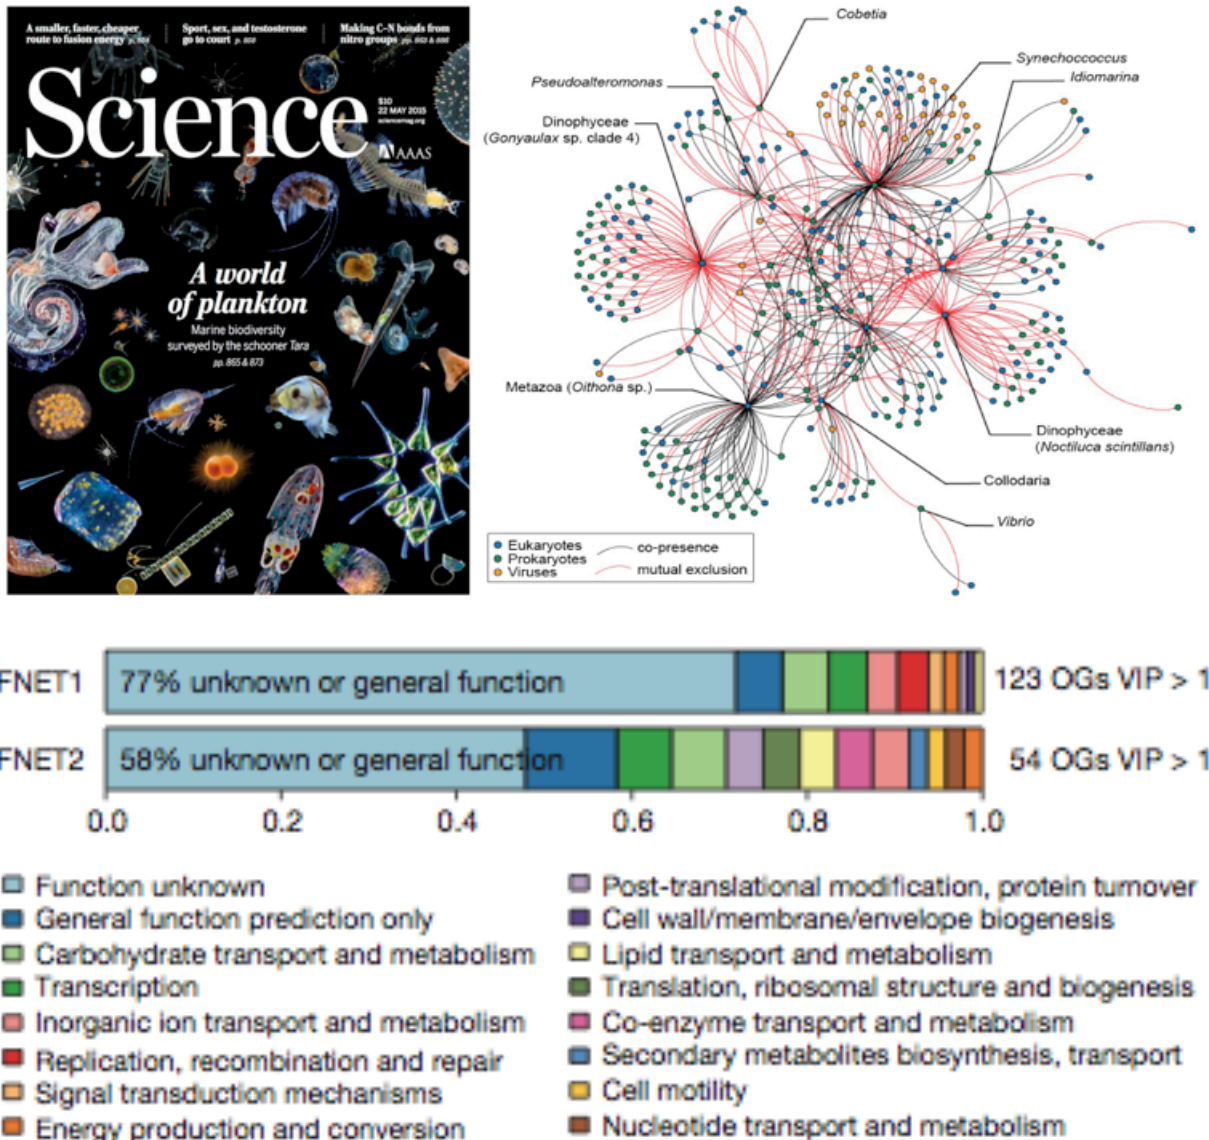 A smaller, faster, cheaper
route to fusion energy p. 854
Sport, sex, and testosterone
go to court p. 858
Making C–N bonds from
nitro groups pp. 863 & 886
Science
$10
22 MAY 2015
sciencemag.org
AAAS
A world
of plankton
Marine biodiversity
surveyed by the schooner Tara
pp. 865 & 873
Cobetia
Synechococcus
Idiomarina
Pseudoalteromonas
Dinophyceae
(Gonyaulax sp. clade 4)
Metazoa (Oithona sp.)
Dinophyceae
(Noctiluca scintillans)
Collodaria
Vibrio
Eukaryotes
Prokaryotes
Viruses
co-presence
mutual exclusion
FNET1
77% unknown or general function
123 OGs VIP > 1
FNET2
58% unknown or general function
54 OGs VIP > 1
0.0 0.2 0.4 0.6 0.8 1.0
Function unknown
General function prediction only
Carbohydrate transport and metabolism
Transcription
Inorganic ion transport and metabolism
Replication, recombination and repair
Signal transduction mechanisms
Energy production and conversion
Post-translational modification, protein turnover
Cell wall/membrane/envelope biogenesis
Lipid transport and metabolism
Translation, ribosomal structure and biogenesis
Co-enzyme transport and metabolism
Secondary metabolites biosynthesis, transport
Cell motility
Nucleotide transport and metabolism